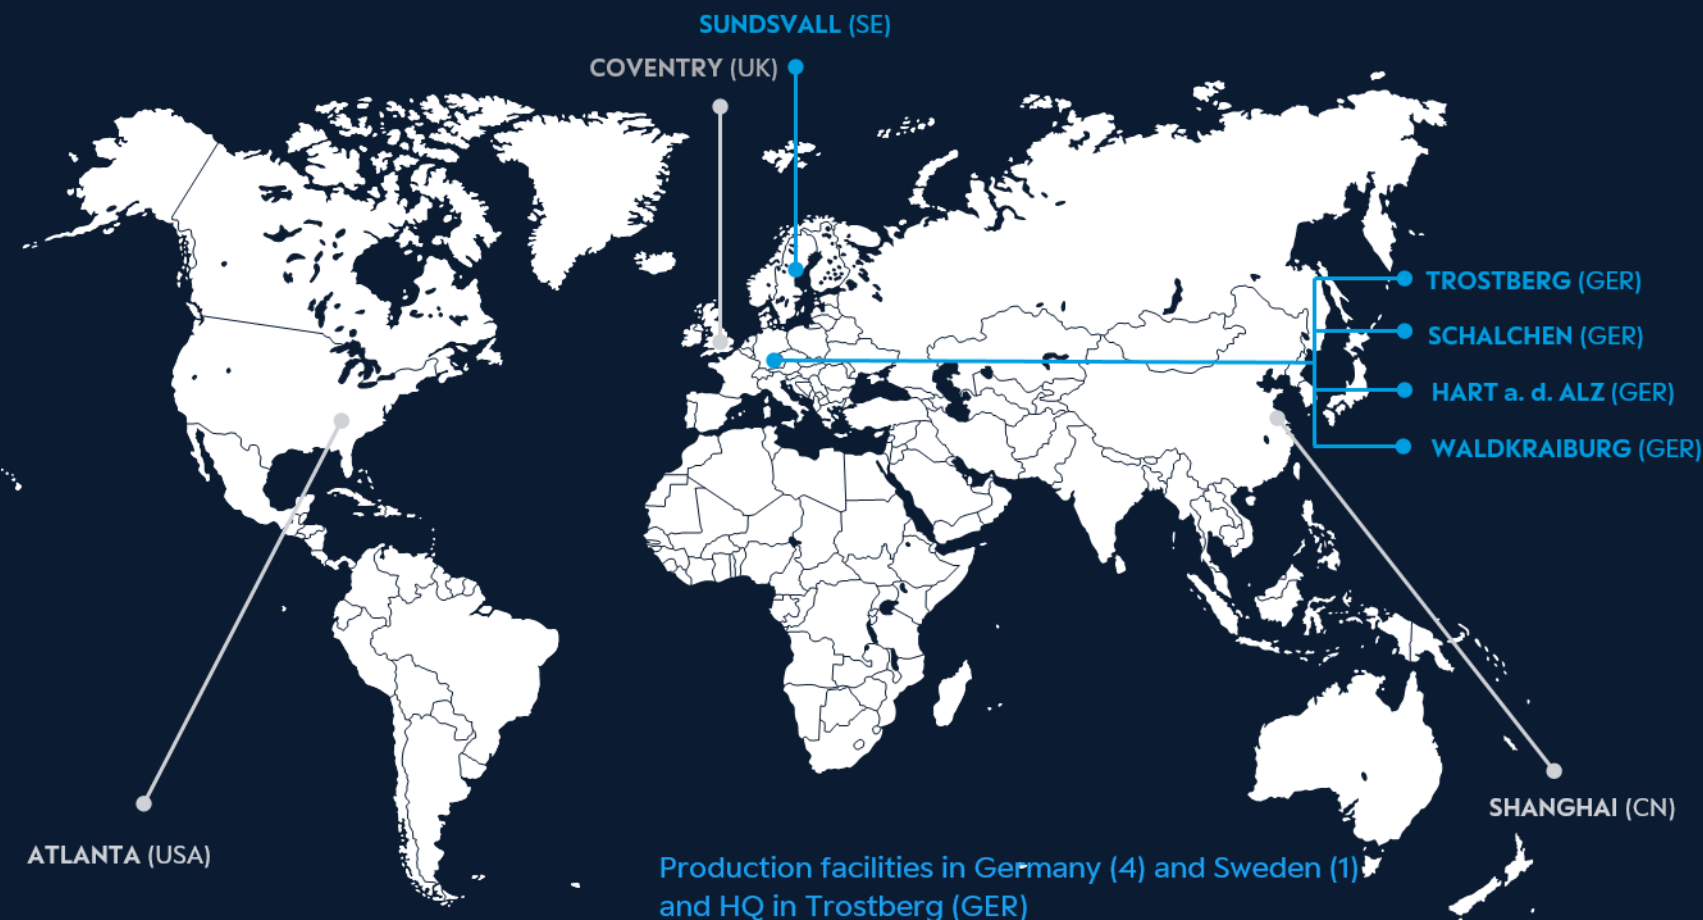 SUNDSVALL (SE)
COVENTRY (UK)
TROSTBERG (GER)
SCHALCHEN (GER)
HART a. d. ALZ (GER)
WALDKRAIBURG (GER)
SHANGHAI (CN)
ATLANTA (USA)
Production facilities in Germany (4) and Sweden (1)
and HQ in Trostberg (GER)